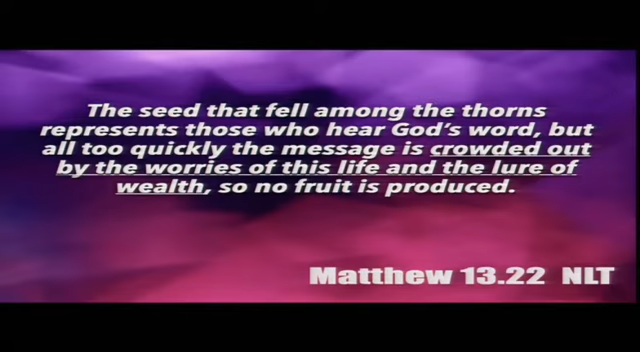 The seed that fell among the thorns
represents those who hear God's word, but
all too quickly the message is crowded out
by the worries of this life and the lure of
wealth, so no fruit is produced.
Matthew 13.22 NLT